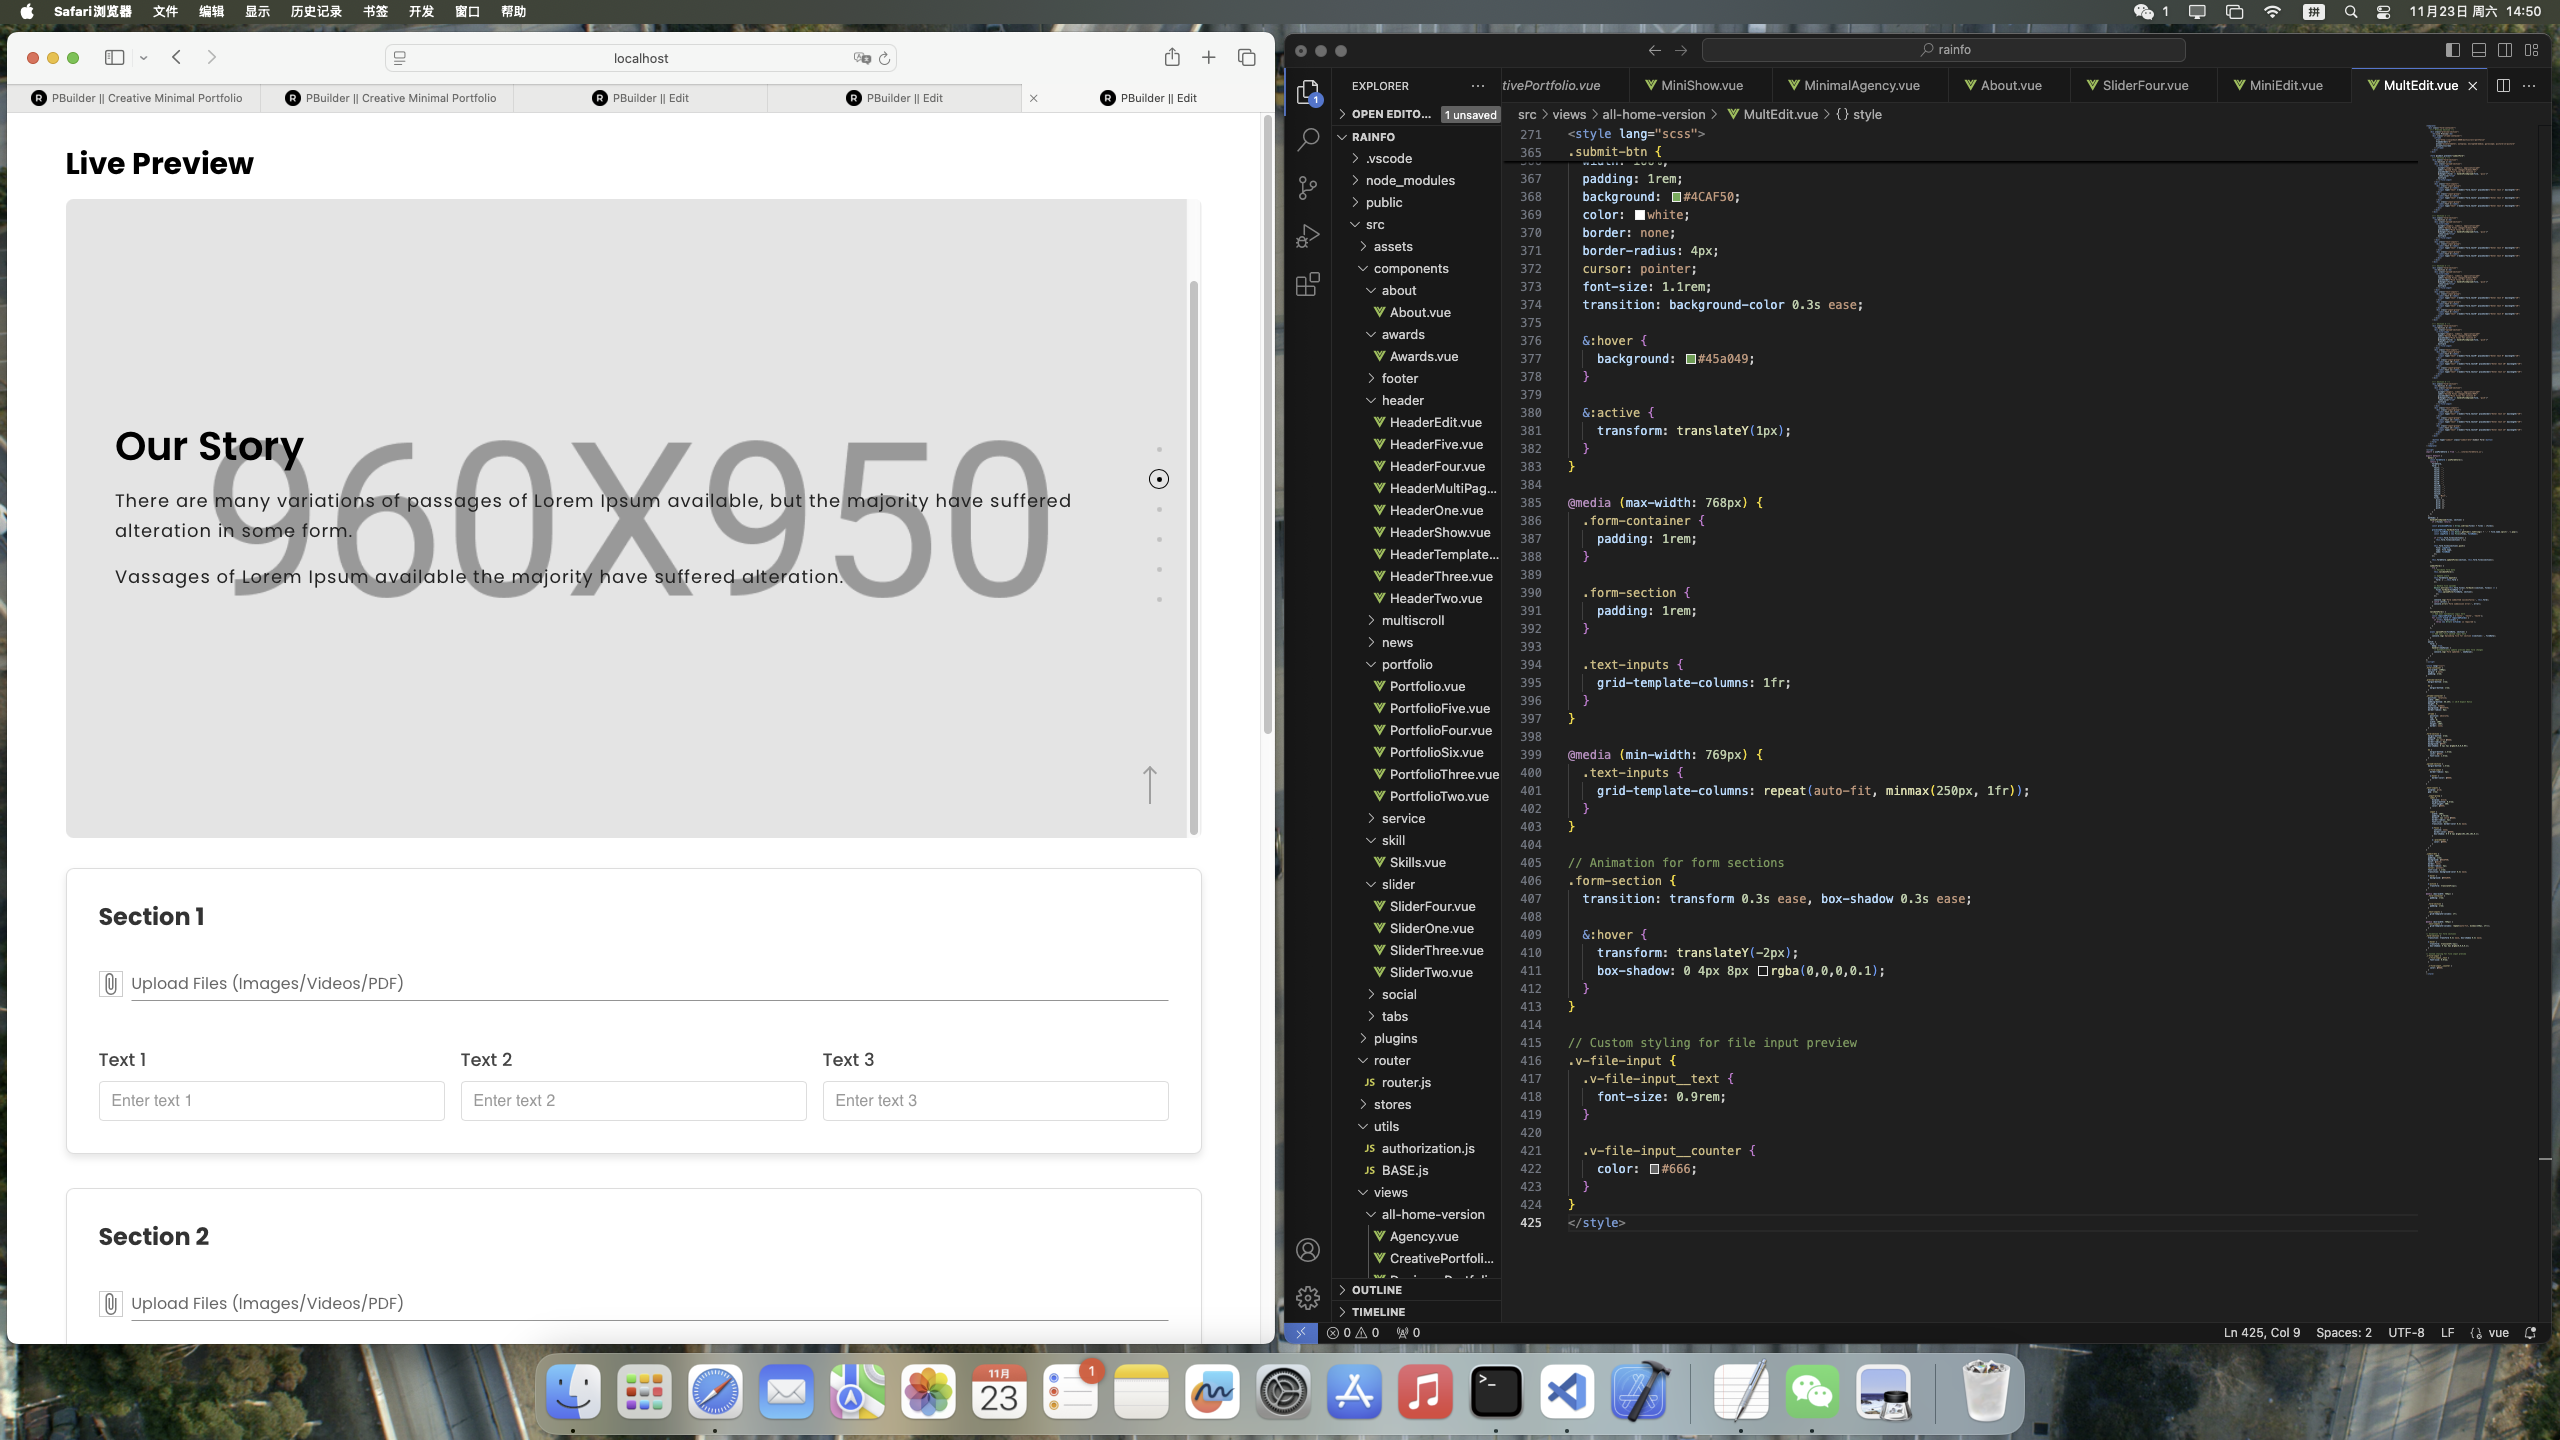 Safari浏览器 文件 编辑 显示 历史记录 书签 开发 窗口 帮助
1 拼 11月23日 周六 14:50
localhost
PBuilder || Creative Minimal Portfolio
PBuilder || Creative Minimal Portfolio
PBuilder || Edit
PBuilder || Edit
PBuilder || Edit
Live Preview
960X950
Our Story
There are many variations of passages of Lorem Ipsum available, but the majority have suffered
alteration in some form.
Vassages of Lorem Ipsum available the majority have suffered alteration.
Section 1
Upload Files (Images/Videos/PDF)
Text 1 Text 2 Text 3
Enter text 1 Enter text 2 Enter text 3
Section 2
Upload Files (Images/Videos/PDF)
rainfo
EXPLORER
OPEN EDITO... 1 unsaved
RAINFO
.vscode
node_modules
public
src
assets
components
about
About.vue
awards
Awards.vue
footer
header
HeaderEdit.vue
HeaderFive.vue
HeaderFour.vue
HeaderMultiPag...
HeaderOne.vue
HeaderShow.vue
HeaderTemplate...
HeaderThree.vue
HeaderTwo.vue
multiscroll
news
portfolio
Portfolio.vue
PortfolioFive.vue
PortfolioFour.vue
PortfolioSix.vue
PortfolioThree.vue
PortfolioTwo.vue
service
skill
Skills.vue
slider
SliderFour.vue
SliderOne.vue
SliderThree.vue
SliderTwo.vue
social
tabs
plugins
router
JS router.js
stores
utils
JS authorization.js
JS BASE.js
views
all-home-version
Agency.vue
CreativePortfoli...
OUTLINE
TIMELINE
tivePortfolio.vue MiniShow.vue MinimalAgency.vue About.vue SliderFour.vue MiniEdit.vue MultEdit.vue
src > views > all-home-version > MultEdit.vue > {} style
271 <style lang="scss">
365 .submit-btn {
367 padding: 1rem;
368 background: #4CAF50;
369 color: white;
370 border: none;
371 border-radius: 4px;
372 cursor: pointer;
373 font-size: 1.1rem;
374 transition: background-color 0.3s ease;
375
376 &:hover {
377 background: #45a049;
378 }
379
380 &:active {
381 transform: translateY(1px);
382 }
383 }
384
385 @media (max-width: 768px) {
386 .form-container {
387 padding: 1rem;
388 }
389
390 .form-section {
391 padding: 1rem;
392 }
393
394 .text-inputs {
395 grid-template-columns: 1fr;
396 }
397 }
398
399 @media (min-width: 769px) {
400 .text-inputs {
401 grid-template-columns: repeat(auto-fit, minmax(250px, 1fr));
402 }
403 }
404
405 // Animation for form sections
406 .form-section {
407 transition: transform 0.3s ease, box-shadow 0.3s ease;
408
409 &:hover {
410 transform: translateY(-2px);
411 box-shadow: 0 4px 8px rgba(0,0,0,0.1);
412 }
413 }
414
415 // Custom styling for file input preview
416 .v-file-input {
417 .v-file-input__text {
418 font-size: 0.9rem;
419 }
420
421 .v-file-input__counter {
422 color: #666;
423 }
424 }
425 </style>
0 0 0 Ln 425, Col 9 Spaces: 2 UTF-8 LF {} vue
11月
23
1